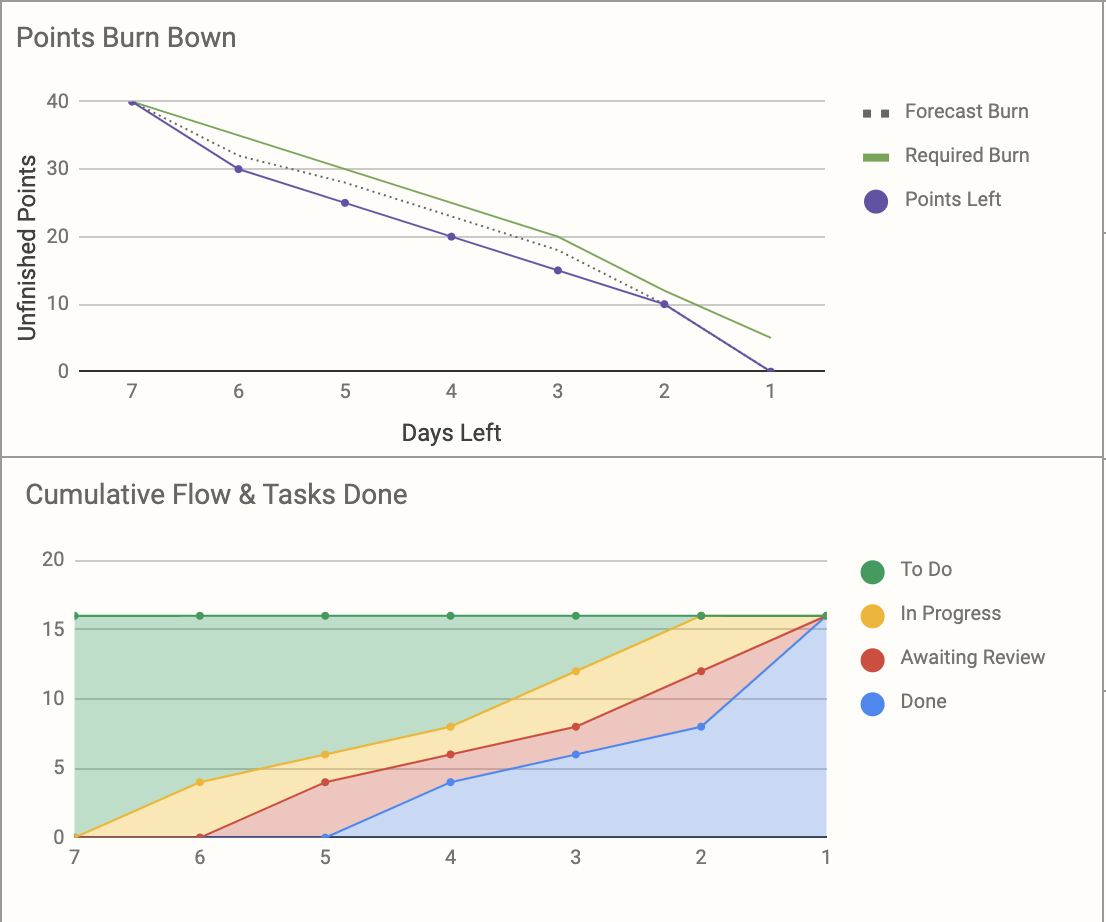 Points Burn Bown
40
30
20
10
0
Unfinished Points
7 6 5 4 3 2 1
Days Left
Forecast Burn
Required Burn
Points Left
Cumulative Flow & Tasks Done
20
15
10
5
0
7 6 5 4 3 2 1
To Do
In Progress
Awaiting Review
Done